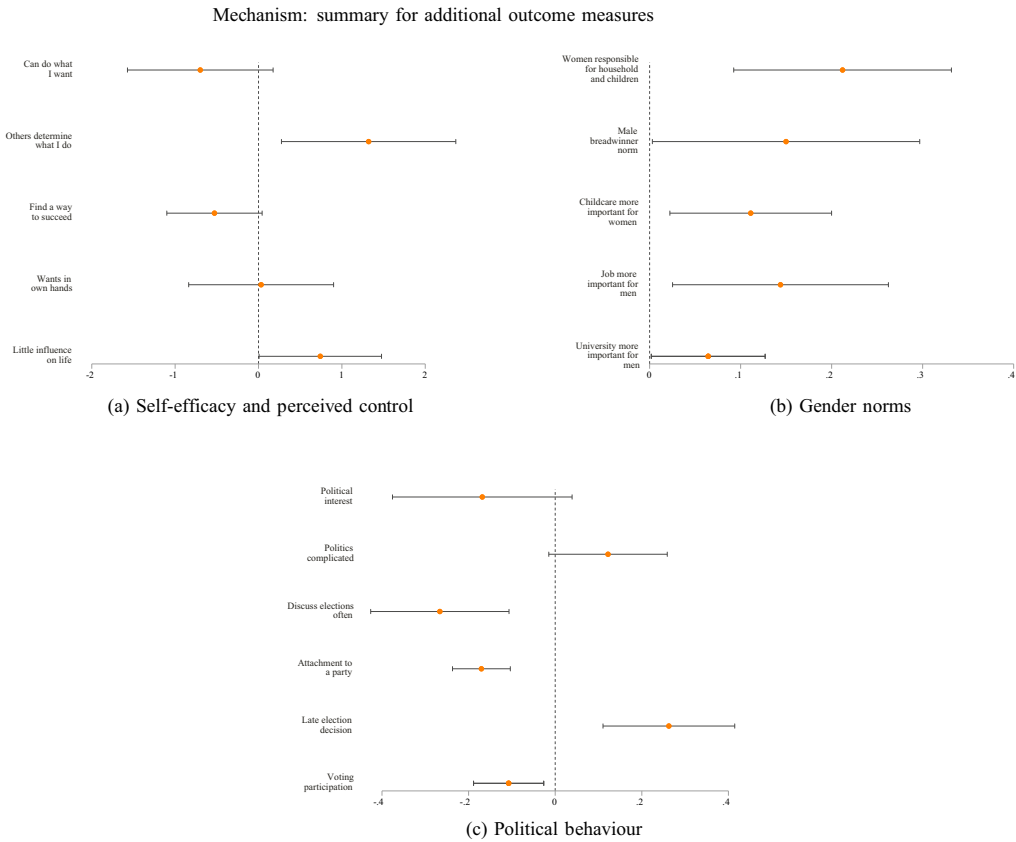 Mechanism: summary for additional outcome measures
Can do what
I want
Others determine
what I do
Find a way
to succeed
Wants in
own hands
Little influence
on life
-2 -1 0 1 2
(a) Self-efficacy and perceived control
Women responsible
for household
and children
Male
breadwinner
norm
Childcare more
important for
women
Job more
important for
men
University more
important for
men
0 .1 .2 .3 .4
(b) Gender norms
Political
interest
Politics
complicated
Discuss elections
often
Attachment to
a party
Late election
decision
Voting
participation
-.4 -.2 0 .2 .4
(c) Political behaviour